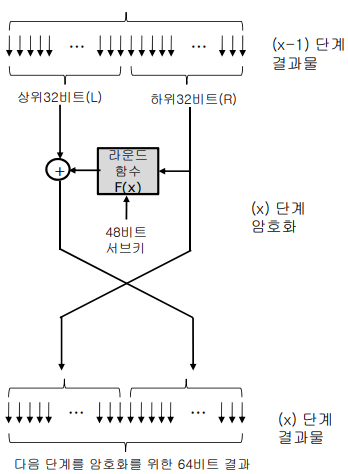 (x-1) 단계
결과물
상위32비트(L)
하위32비트(R)
라운드
함수
F(x)
+
48비트
서브키
(x) 단계
암호화
(x) 단계
결과물
다음 단계를 암호화를 위한 64비트 결과